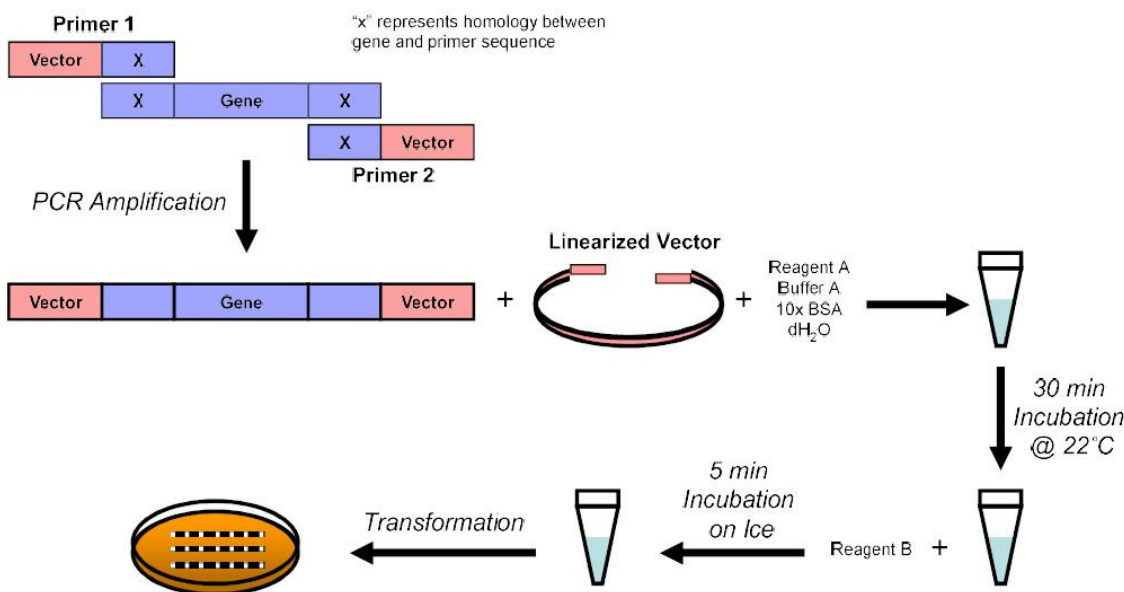 Primer 1
"x" represents homology between
gene and primer sequence
Vector
X
X
Gene
X
X
Vector
Primer 2
PCR Amplification
Linearized Vector
Vector
Gene
Vector
+
+
Reagent A
Buffer A
10x BSA
dH₂O
30 min
Incubation
@ 22°C
5 min
Incubation
on Ice
Transformation
Reagent B
+